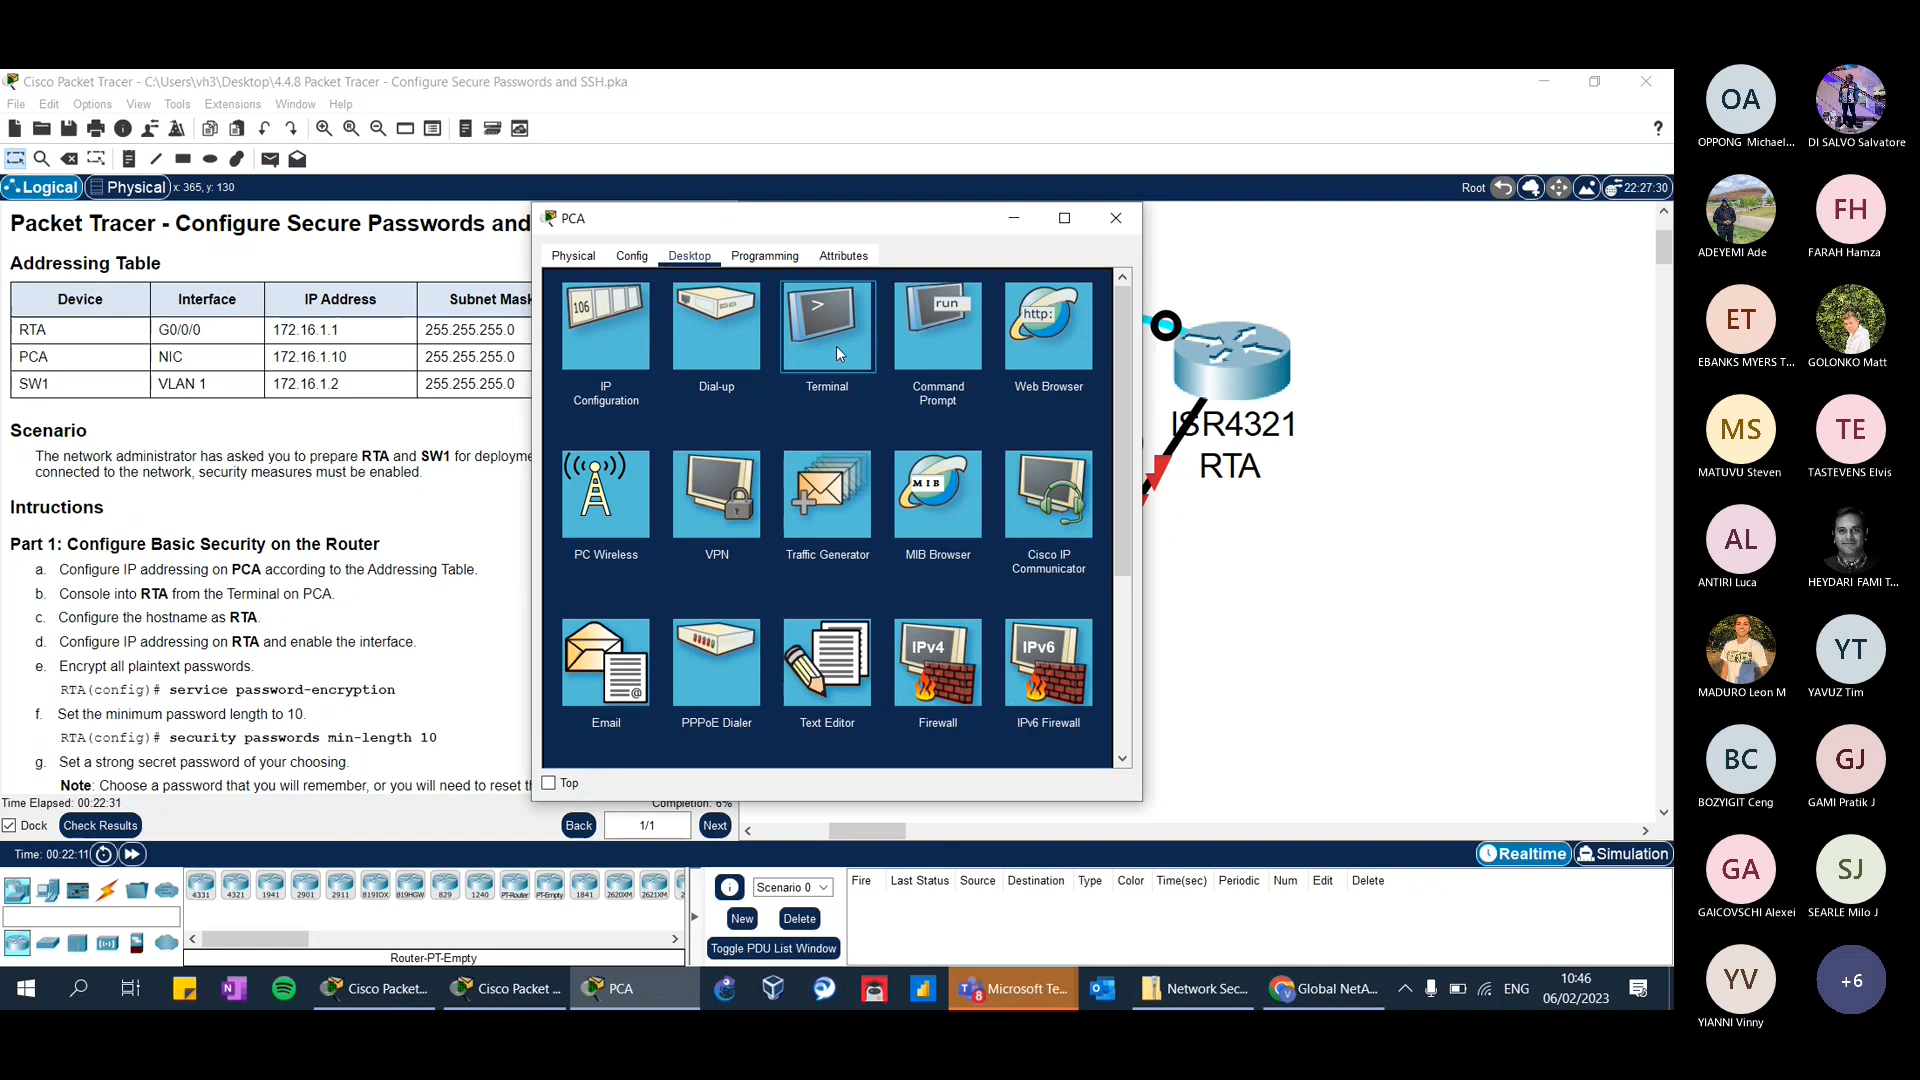 Cisco Packet Tracer - C:\Users\vh3\Desktop\4.4.8 Packet Tracer - Configure Secure Passwords and SSH.pka
File Edit Options View Tools Extensions Window Help
?
Logical Physical x: 365, y: 130
Root 22:27:30
Packet Tracer - Configure Secure Passwords and
Addressing Table
Device Interface IP Address Subnet Mask
RTA G0/0/0 172.16.1.1 255.255.255.0
PCA NIC 172.16.1.10 255.255.255.0
SW1 VLAN 1 172.16.1.2 255.255.255.0
Scenario
The network administrator has asked you to prepare RTA and SW1 for deployme
connected to the network, security measures must be enabled.
Intructions
Part 1: Configure Basic Security on the Router
a. Configure IP addressing on PCA according to the Addressing Table.
b. Console into RTA from the Terminal on PCA.
c. Configure the hostname as RTA.
d. Configure IP addressing on RTA and enable the interface.
e. Encrypt all plaintext passwords.
RTA(config)# service password-encryption
f. Set the minimum password length to 10.
RTA(config)# security passwords min-length 10
g. Set a strong secret password of your choosing.
Note: Choose a password that you will remember, or you will need to reset t
Time Elapsed: 00:22:31 Completion: 6%
Dock Check Results Back 1/1 Next
PCA
Physical Config Desktop Programming Attributes
106 > run http:
IP Configuration
Dial-up
Terminal
Command Prompt
Web Browser
MIB
PC Wireless
VPN
Traffic Generator
MIB Browser
Cisco IP Communicator
@ IPv4 IPv6
Email
PPPoE Dialer
Text Editor
Firewall
IPv6 Firewall
Top
ISR4321
RTA
Time: 00:22:11 Realtime Simulation
4331 4321 1941 2901 2911 819IOX 819HGW 829 1240 PT-Router PT-Empty 1841 2620XM 2621XM 2
Router-PT-Empty
Scenario 0
New Delete
Toggle PDU List Window
Fire Last Status Source Destination Type Color Time(sec) Periodic Num Edit Delete
Cisco Packet... Cisco Packet ... PCA 8 Microsoft Te... Network Sec... Global NetA... ENG
10:46
06/02/2023
OA
OPPONG Michael...
DI SALVO Salvatore
ADEYEMI Ade
FH
FARAH Hamza
ET
EBANKS MYERS T...
GOLONKO Matt
MS
MATUVU Steven
TE
TASTEVENS Elvis
AL
ANTIRI Luca
HEYDARI FAMI T...
MADURO Leon M
YT
YAVUZ Tim
BC
BOZYIGIT Ceng
GJ
GAMI Pratik J
GA
GAICOVSCHI Alexei
SJ
SEARLE Milo J
YV
YIANNI Vinny
+6